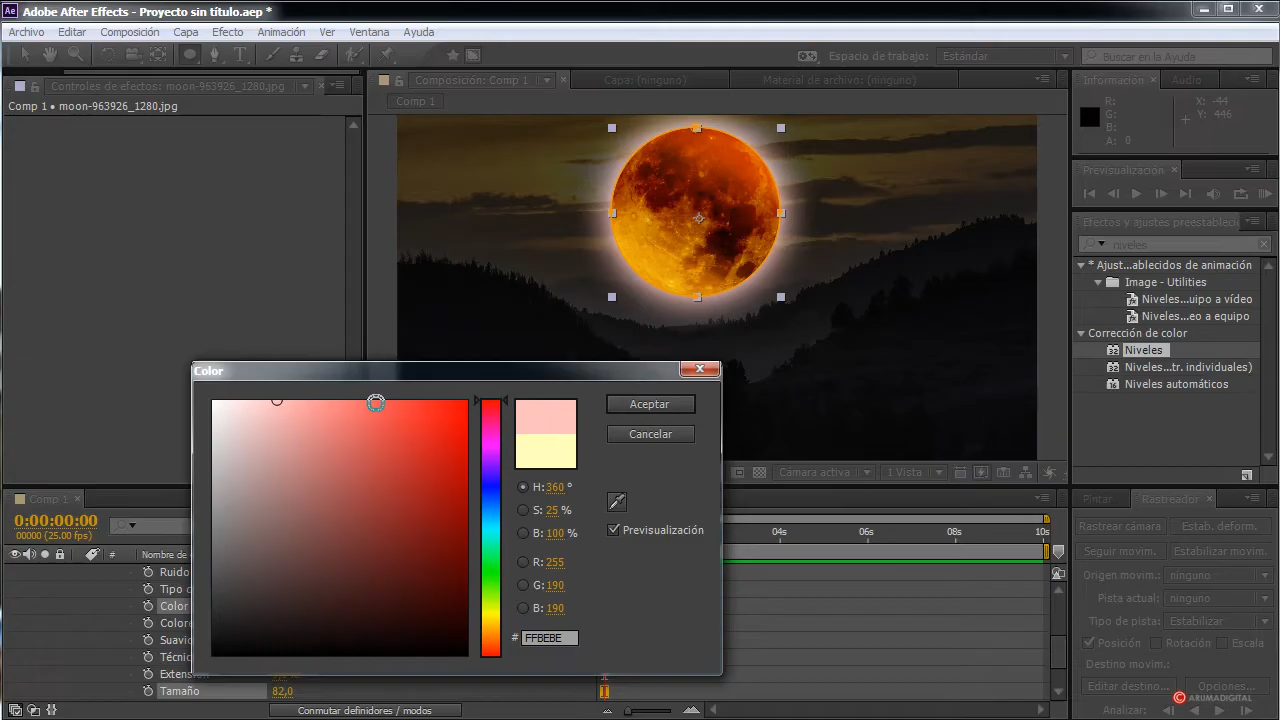 Adobe After Effects - Proyecto sin título.aep *
Archivo Editar Composición Capa Efecto Animación Ver Ventana Ayuda
Espacio de trabajo: Estándar
Buscar en la Ayuda
Controles de efectos: moon-963926_1280.jpg
Composición: Comp 1
Capa: (ninguno)
Material de archivo: (ninguno)
Información Audio
Comp 1 • moon-963926_1280.jpg
Comp 1
R:
G:
B:
A: 0
X: -44
Y: 446
Previsualización
Efectos y ajustes preestableci
niveles
* Ajust...ablecidos de animación
Image - Utilities
Niveles...uipo a vídeo
Niveles...eo a equipo
Corrección de color
Niveles
Niveles...tr. individuales)
Niveles automáticos
Color
Aceptar
Cancelar
H: 360 °
S: 25 %
B: 100 %
Previsualización
R: 255
G: 190
B: 190
# FFBEBE
Cámara activa 1 Vista
Comp 1
0:00:00:00
00000 (25.00 fps)
# Nombre de
04s 06s 08s 10s
Ruido
Tipo d
Color
Colore
Suavi
Técni
Extensión
Tamaño 82,0
Conmutar definidores / modos
Pintar Rastreador
Rastrear cámara Estab. deform.
Seguir movim. Estabilizar movim.
Origen movim.: ninguno
Pista actual: ninguno
Tipo de pista: Estabilizar
Posición Rotación Escala
Destino movim.:
Editar destino... Opciones...
Analizar:
© ARUMADIGITAL